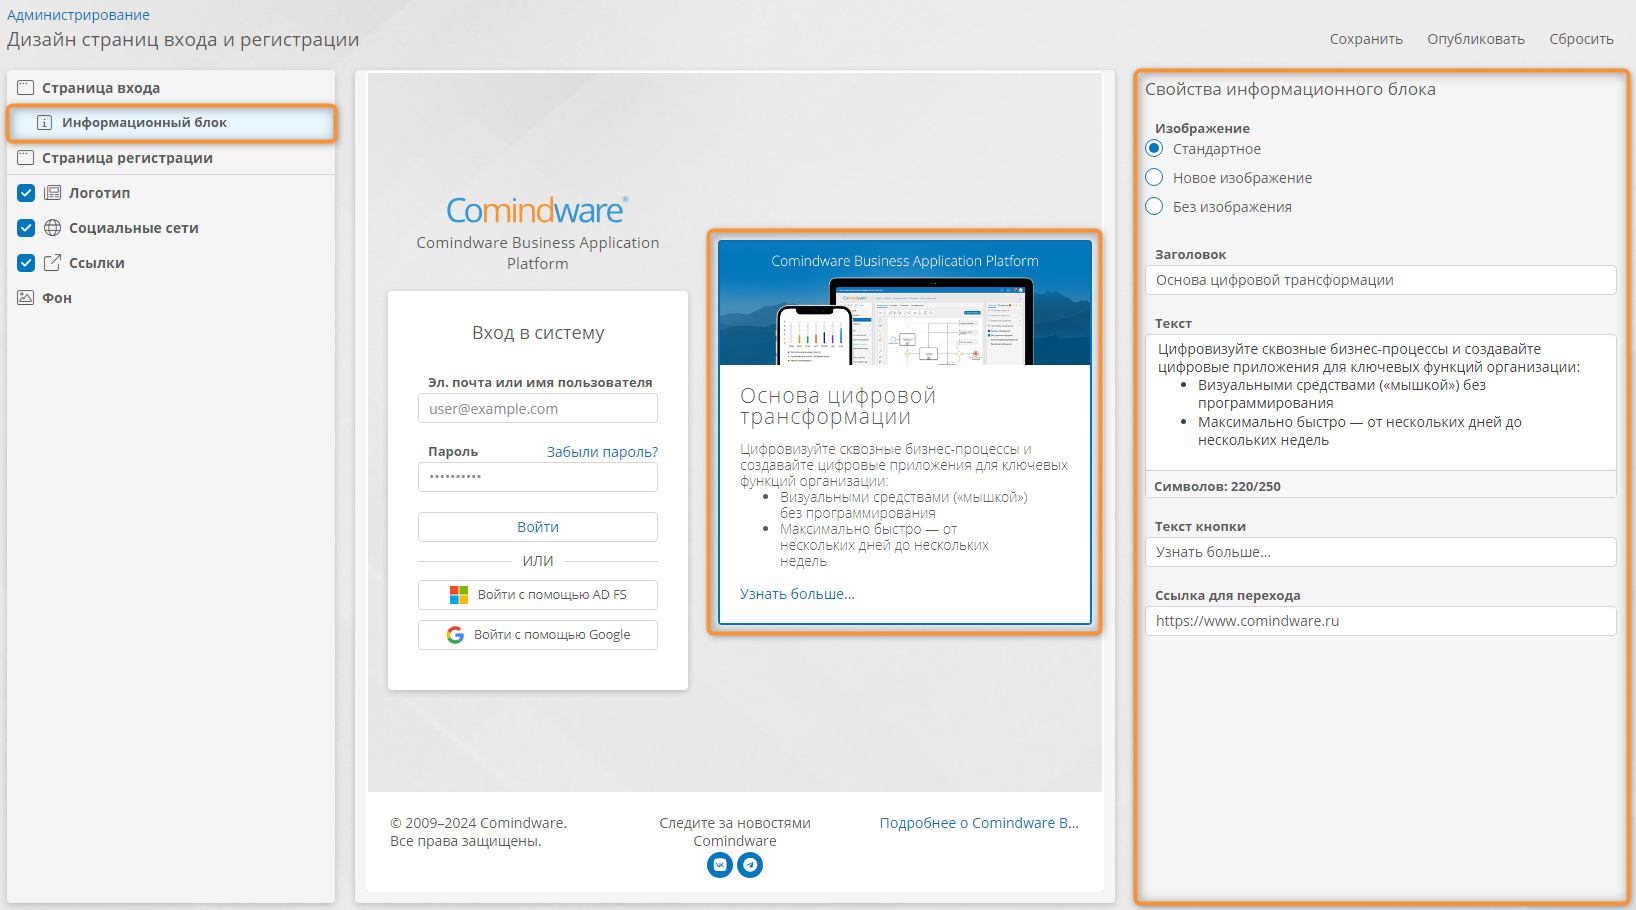 Администрирование
Дизайн страниц входа и регистрации
Сохранить
Опубликовать
Сбросить
Страница входа
Информационный блок
Страница регистрации
Логотип
Социальные сети
Ссылки
Фон
Comindware®
Comindware Business Application
Platform
Вход в систему
Эл. почта или имя пользователя
user@example.com
Пароль
Забыли пароль?
••••••••••
Войти
ИЛИ
Войти с помощью AD FS
Войти с помощью Google
Comindware Business Application Platform
Основа цифровой
трансформации
Цифровизуйте сквозные бизнес-процессы и
создавайте цифровые приложения для ключевых
функций организации:
• Визуальными средствами («мышкой»)
без программирования
• Максимально быстро — от
нескольких дней до нескольких
недель
Узнать больше...
© 2009–2024 Comindware.
Все права защищены.
Следите за новостями
Comindware
Подробнее о Comindware B...
Свойства информационного блока
Изображение
Стандартное
Новое изображение
Без изображения
Заголовок
Основа цифровой трансформации
Текст
Цифровизуйте сквозные бизнес-процессы и создавайте
цифровые приложения для ключевых функций организации:
• Визуальными средствами («мышкой») без
программирования
• Максимально быстро — от нескольких дней до
нескольких недель
Символов: 220/250
Текст кнопки
Узнать больше...
Ссылка для перехода
https://www.comindware.ru